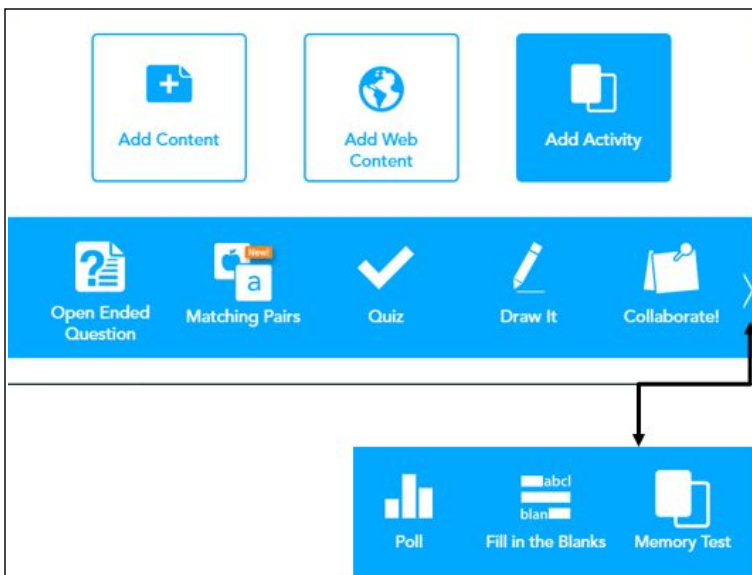 Add Content
Add Web
Content
Add Activity
New!
a
Open Ended
Question
Matching Pairs
Quiz
Draw It
Collaborate!
abcl
blan
Poll
Fill in the Blanks
Memory Test